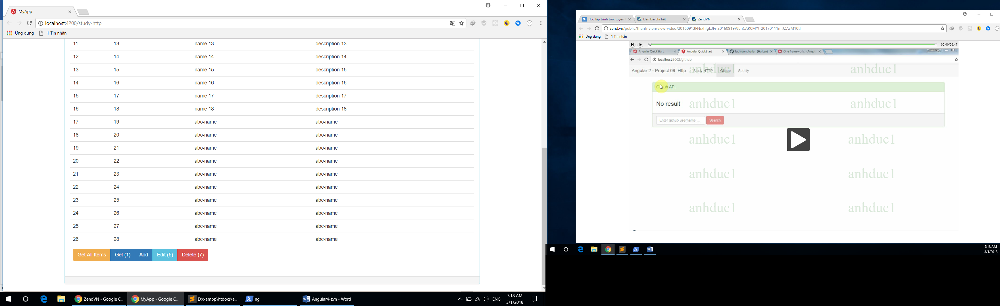 MyApp
localhost:4200/study-http
Ứng dụng 1 Tin nhắn
11 13 name 13 description 13
12 14 name 14 description 14
13 15 name 15 description 15
14 16 name 16 description 16
15 17 name 17 description 17
16 18 name 18 description 18
17 19 abc-name abc-name
18 20 abc-name abc-name
19 21 abc-name abc-name
20 22 abc-name abc-name
21 23 abc-name abc-name
22 24 abc-name abc-name
23 25 abc-name abc-name
24 26 abc-name abc-name
25 27 abc-name abc-name
26 28 abc-name abc-name
Get All Items Get (1) Add Edit (5) Delete (7)
ZendVN - Google C... MyApp - Google C... D:\xampp\htdocs\a... ng Angular4-zvn - Word
ENG
7:18 AM
3/1/2018
Học lập trình trực tuyến Dàn bài chi tiết ZendVN
zend.vn/public/thanh-vien/view-video/20160913FNrxhIgL3Fi-20160919VJ8hCAR0MYt-20170111mIJZAsM10tI
Ứng dụng 1 Tin nhắn
00:00/08:47
Angular QuickStart Angular QuickStart luutruonghailan (HaiLan) One framework. - Angu
localhost:3002/github
Angular 2 - Project 09: Http Study HTTP Githup Spotify
anhduc1 anhduc1
Github API
No result
anhduc1 anhduc1
Enter github username ... Search
anhduc1 anhduc1
anhduc1 anhduc1
anhduc1 anhduc1
7:18 AM
3/1/2018